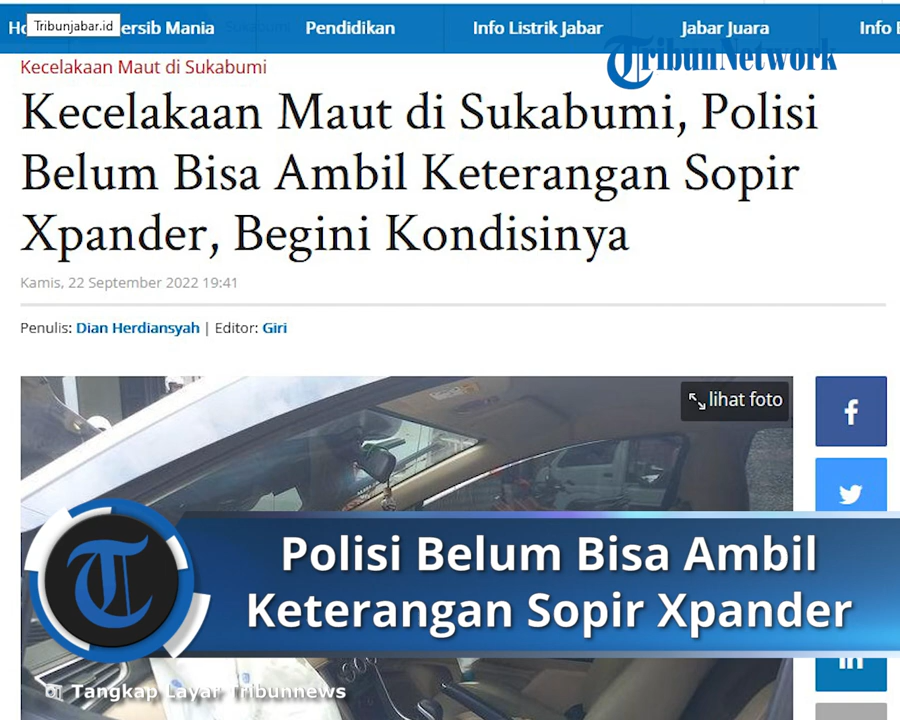 Tribunjabar.id
ersib Mania
Pendidikan
Info Listrik Jabar
Jabar Juara
Info
TribunNetwork
Kecelakaan Maut di Sukabumi
Kecelakaan Maut di Sukabumi, Polisi
Belum Bisa Ambil Keterangan Sopir
Xpander, Begini Kondisinya
Kamis, 22 September 2022 19:41
Penulis: Dian Herdiansyah | Editor: Giri
lihat foto
Polisi Belum Bisa Ambil
Keterangan Sopir Xpander
Tangkap Layar Tribunnews